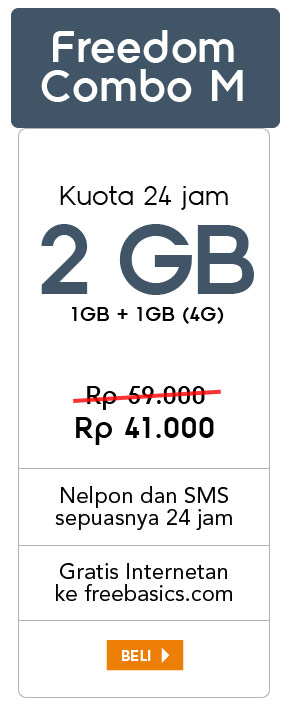 Freedom
Combo M
Kuota 24 jam
2 GB
1GB + 1GB (4G)
Rp 59.000
Rp 41.000
Nelpon dan SMS
sepuasnya 24 jam
Gratis Internetan
ke freebasics.com
BELI